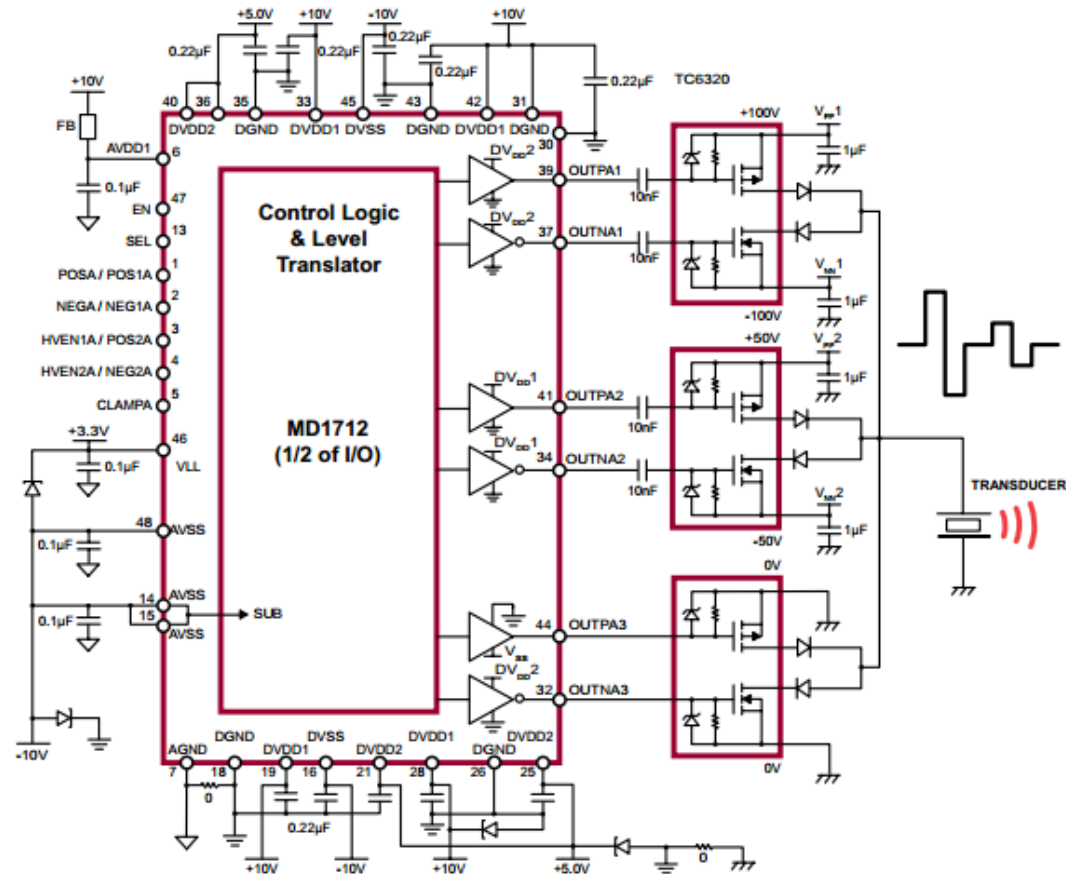 +5.0V +10V -10V +10V
0.22µF 0.22µF 0.22µF 0.22µF 0.22µF
TC6320
+10V
40 36 35 33 45 43 42 31
DVDD2 DGND DVDD1 DVSS DGND DVDD1 DGND
30
FB
AVDD1
6
0.1µF
47
EN
13
SEL
1
POSA / POS1A
2
NEGA / NEG1A
3
HVEN1A / POS2A
4
HVEN2A / NEG2A
5
CLAMPA
+3.3V
46
VLL
0.1µF
48
AVSS
0.1µF
14
AVSS
15
AVSS
0.1µF
SUB
-10V
Control Logic
& Level
Translator
MD1712
(1/2 of I/O)
DVDD2
39 OUTPA1
10nF
DVDD2
37 OUTNA1
10nF
+100V
VPP1
1µF
VNN1
1µF
-100V
DVDD1
41 OUTPA2
10nF
DVDD1
34 OUTNA2
10nF
+50V
VPP2
1µF
VNN2
1µF
-50V
TRANSDUCER
44 OUTPA3
VSS
DVDD2
32 OUTNA3
0V
0V
AGND DGND DVDD1 DVSS DVDD2 DVDD1 DGND DVDD2
7 18 19 16 21 28 26 25
0
0.22µF
0
+10V -10V +10V +5.0V